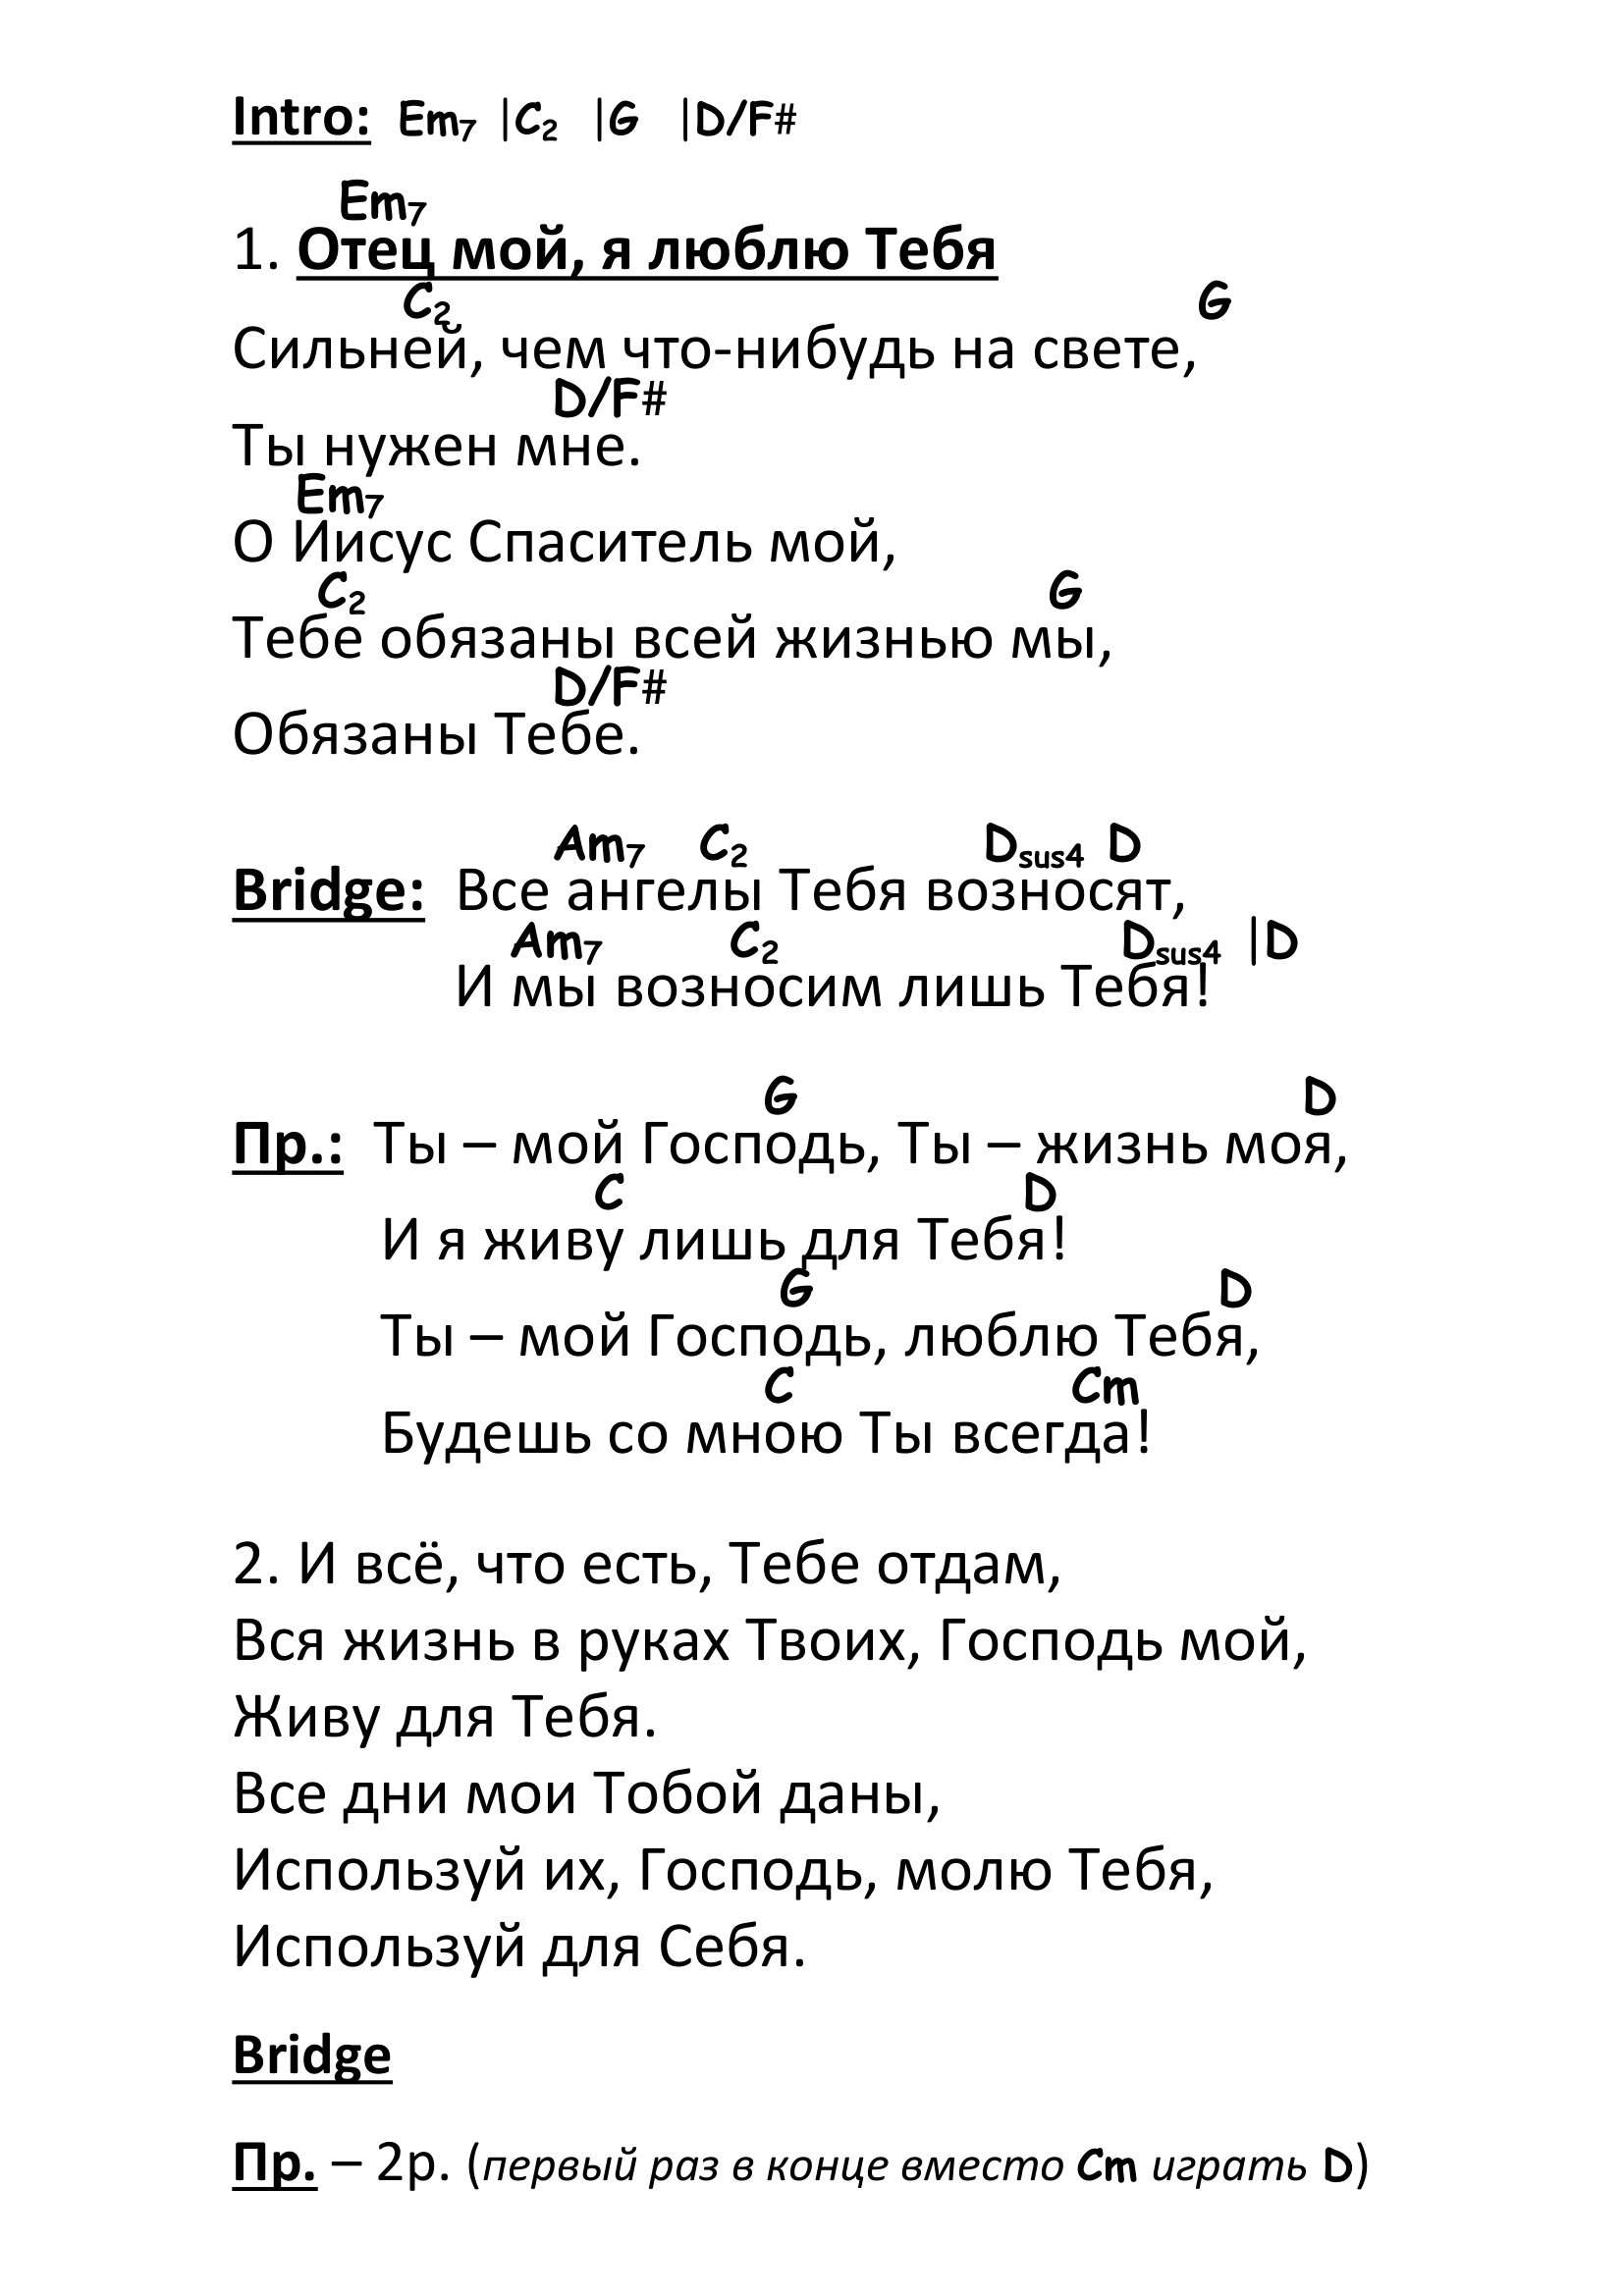 Intro: Em7 |C2 |G |D/F#
Em7
1. Отец мой, я люблю Тебя
C2 G
Сильней, чем что-нибудь на свете,
D/F#
Ты нужен мне.
Em7
О Иисус Спаситель мой,
C2 G
Тебе обязаны всей жизнью мы,
D/F#
Обязаны Тебе.
Am7 C2 Dsus4 D
Bridge: Все ангелы Тебя возносят,
Am7 C2 Dsus4 |D
И мы возносим лишь Тебя!
G D
Пр.: Ты – мой Господь, Ты – жизнь моя,
C D
И я живу лишь для Тебя!
G D
Ты – мой Господь, люблю Тебя,
C Cm
Будешь со мною Ты всегда!
2. И всё, что есть, Тебе отдам,
Вся жизнь в руках Твоих, Господь мой,
Живу для Тебя.
Все дни мои Тобой даны,
Используй их, Господь, молю Тебя,
Используй для Себя.
Bridge
Пр. – 2р. (первый раз в конце вместо Cm играть D)